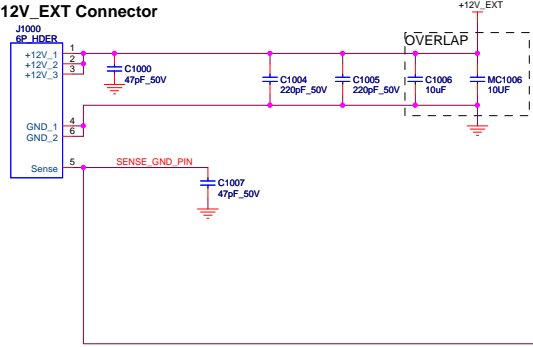 12V_EXT Connector
+12V_EXT
J1000
6P_HDER
OVERLAP
+12V_1 1
+12V_2 2
+12V_3 3
C1000
47pF_50V
C1004
220pF_50V
C1005
220pF_50V
C1006
10uF
MC1006
10UF
GND_1 4
GND_2 6
Sense 5
SENSE_GND_PIN
C1007
47pF_50V